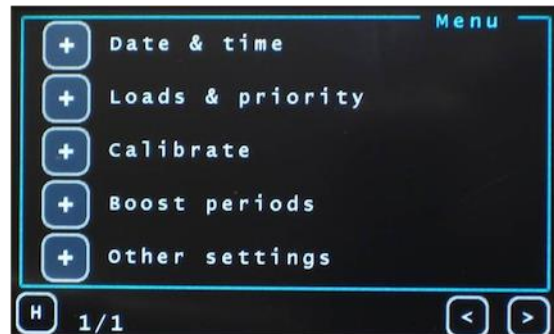 Menu
+ Date & time
+ Loads & priority
+ Calibrate
+ Boost periods
+ Other settings
H 1/1 < >